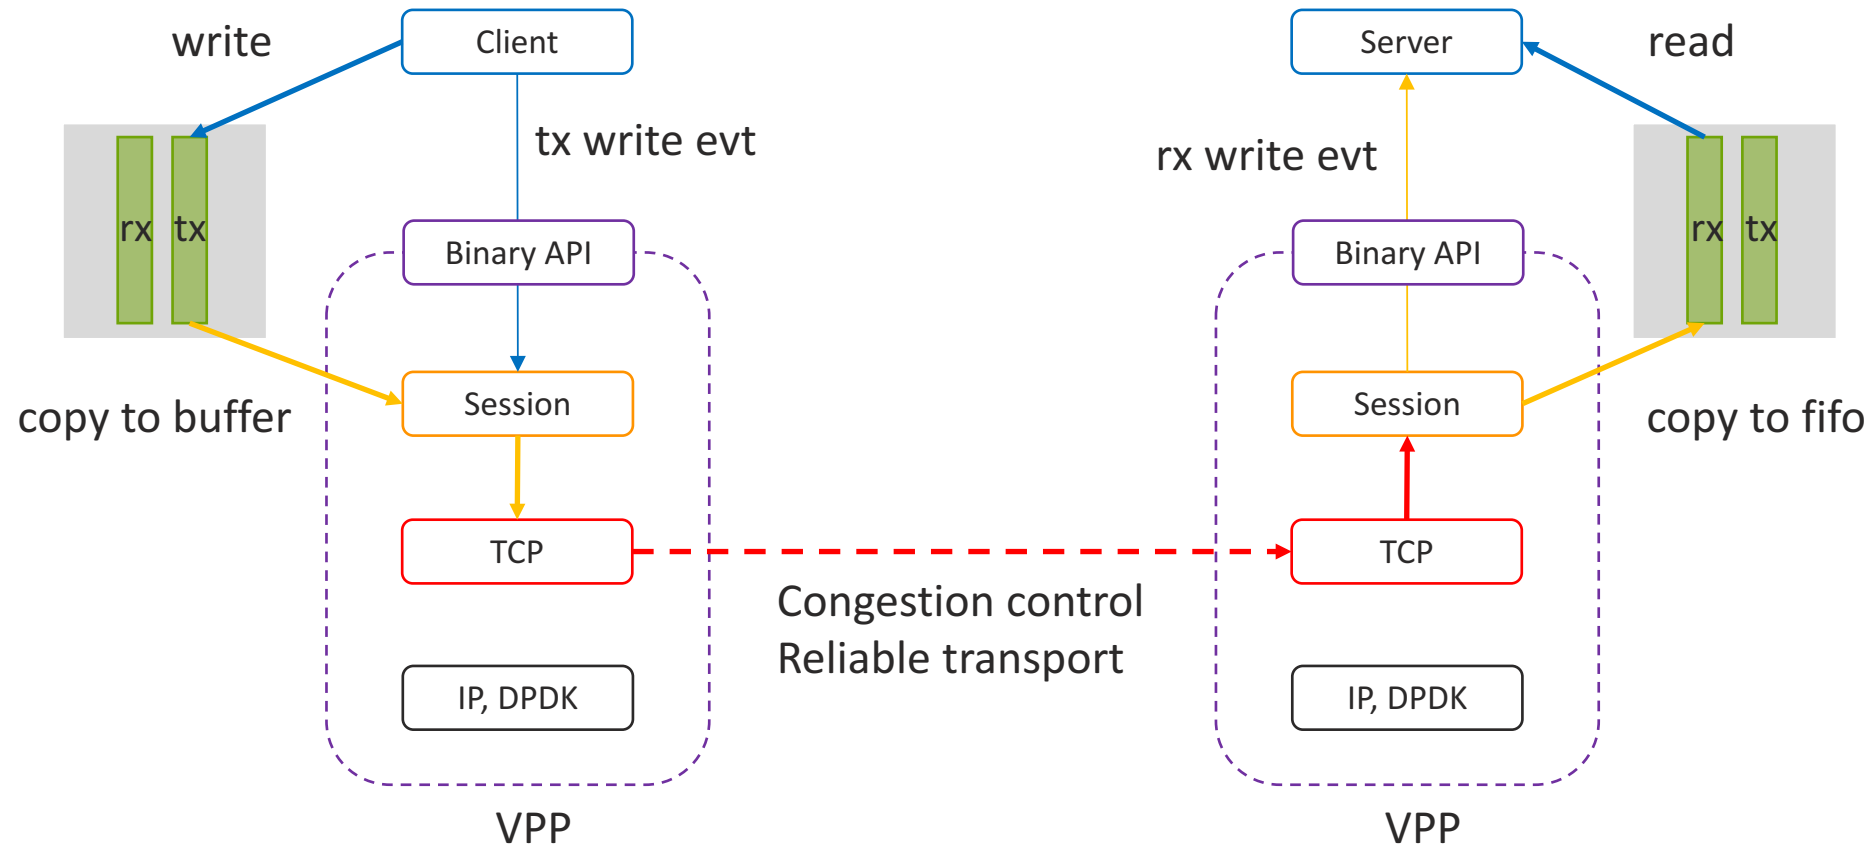 write
Client
Server
read
tx write evt
rx write evt
rx
tx
rx
tx
Binary API
Binary API
copy to buffer
Session
Session
copy to fifo
TCP
TCP
Congestion control
Reliable transport
IP, DPDK
IP, DPDK
VPP
VPP